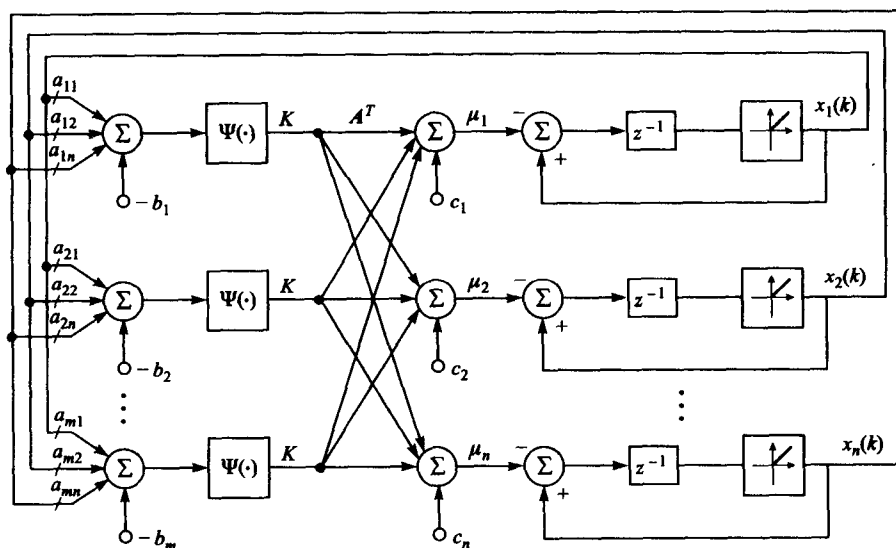 a₁₁
a₁₂
a₁ₙ
Σ
Ψ(·)
K
Aᵀ
Σ
μ₁
−
Σ
+
z⁻¹
x₁(k)
− b₁
c₁
a₂₁
a₂₂
a₂ₙ
Σ
Ψ(·)
K
Σ
μ₂
−
Σ
+
z⁻¹
x₂(k)
− b₂
c₂
aₘ₁
aₘ₂
aₘₙ
Σ
Ψ(·)
K
Σ
μₙ
−
Σ
+
z⁻¹
xₙ(k)
− bₘ
cₙ